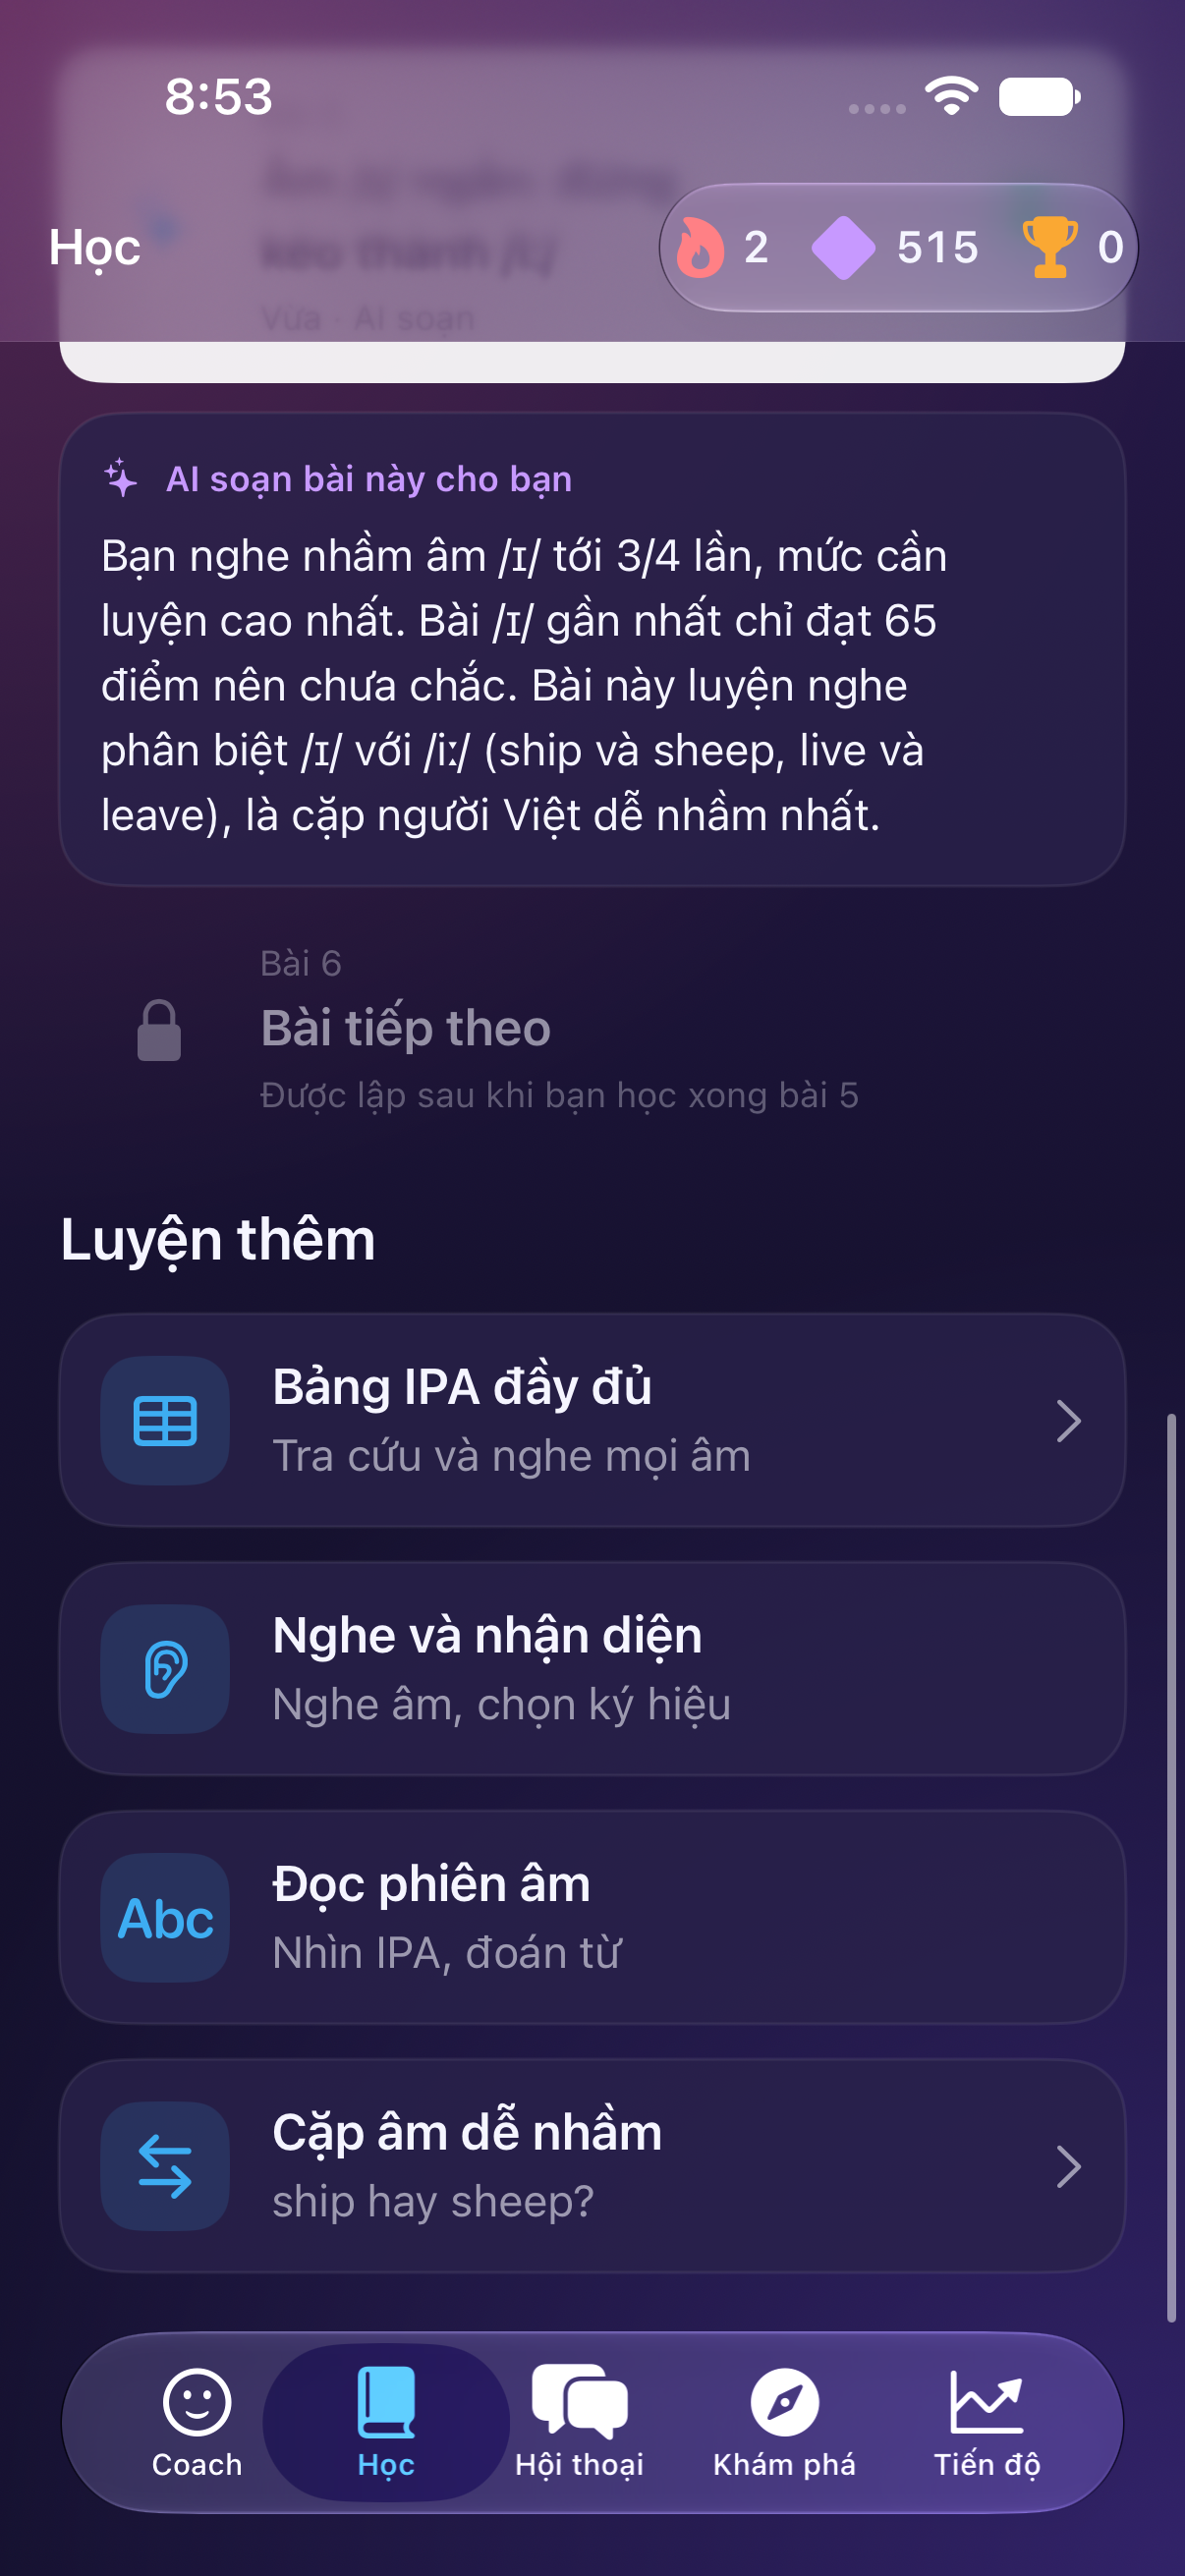 8:53
Học
2
515
0
Vừa · AI soạn
AI soạn bài này cho bạn
Bạn nghe nhầm âm /ɪ/ tới 3/4 lần, mức cần
luyện cao nhất. Bài /ɪ/ gần nhất chỉ đạt 65
điểm nên chưa chắc. Bài này luyện nghe
phân biệt /ɪ/ với /iː/ (ship và sheep, live và
leave), là cặp người Việt dễ nhầm nhất.
Bài 6
Bài tiếp theo
Được lập sau khi bạn học xong bài 5
Luyện thêm
Bảng IPA đầy đủ
Tra cứu và nghe mọi âm
Nghe và nhận diện
Nghe âm, chọn ký hiệu
Abc
Đọc phiên âm
Nhìn IPA, đoán từ
Cặp âm dễ nhầm
ship hay sheep?
Coach
Học
Hội thoại
Khám phá
Tiến độ